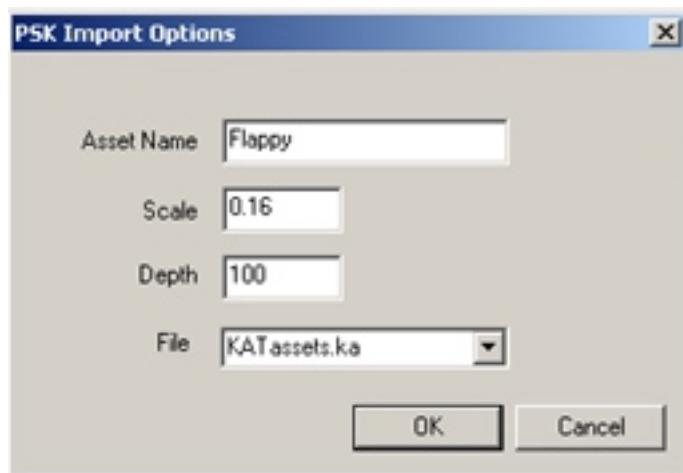 PSK Import Options
Asset Name Flappy
Scale 0.16
Depth 100
File KATassets.ka
OK Cancel